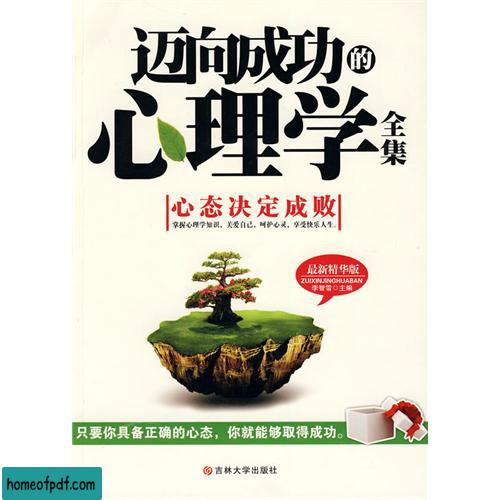 迈向成功的
心理学全集
心态决定成败
掌握心理学知识，关爱自己，呵护心灵，享受快乐人生。
最新精华版
ZUIXINJINGHUABAN
李智雪◎主编
只要你具备正确的心态，你就能够取得成功。
吉林大学出版社
homeofpdf.com